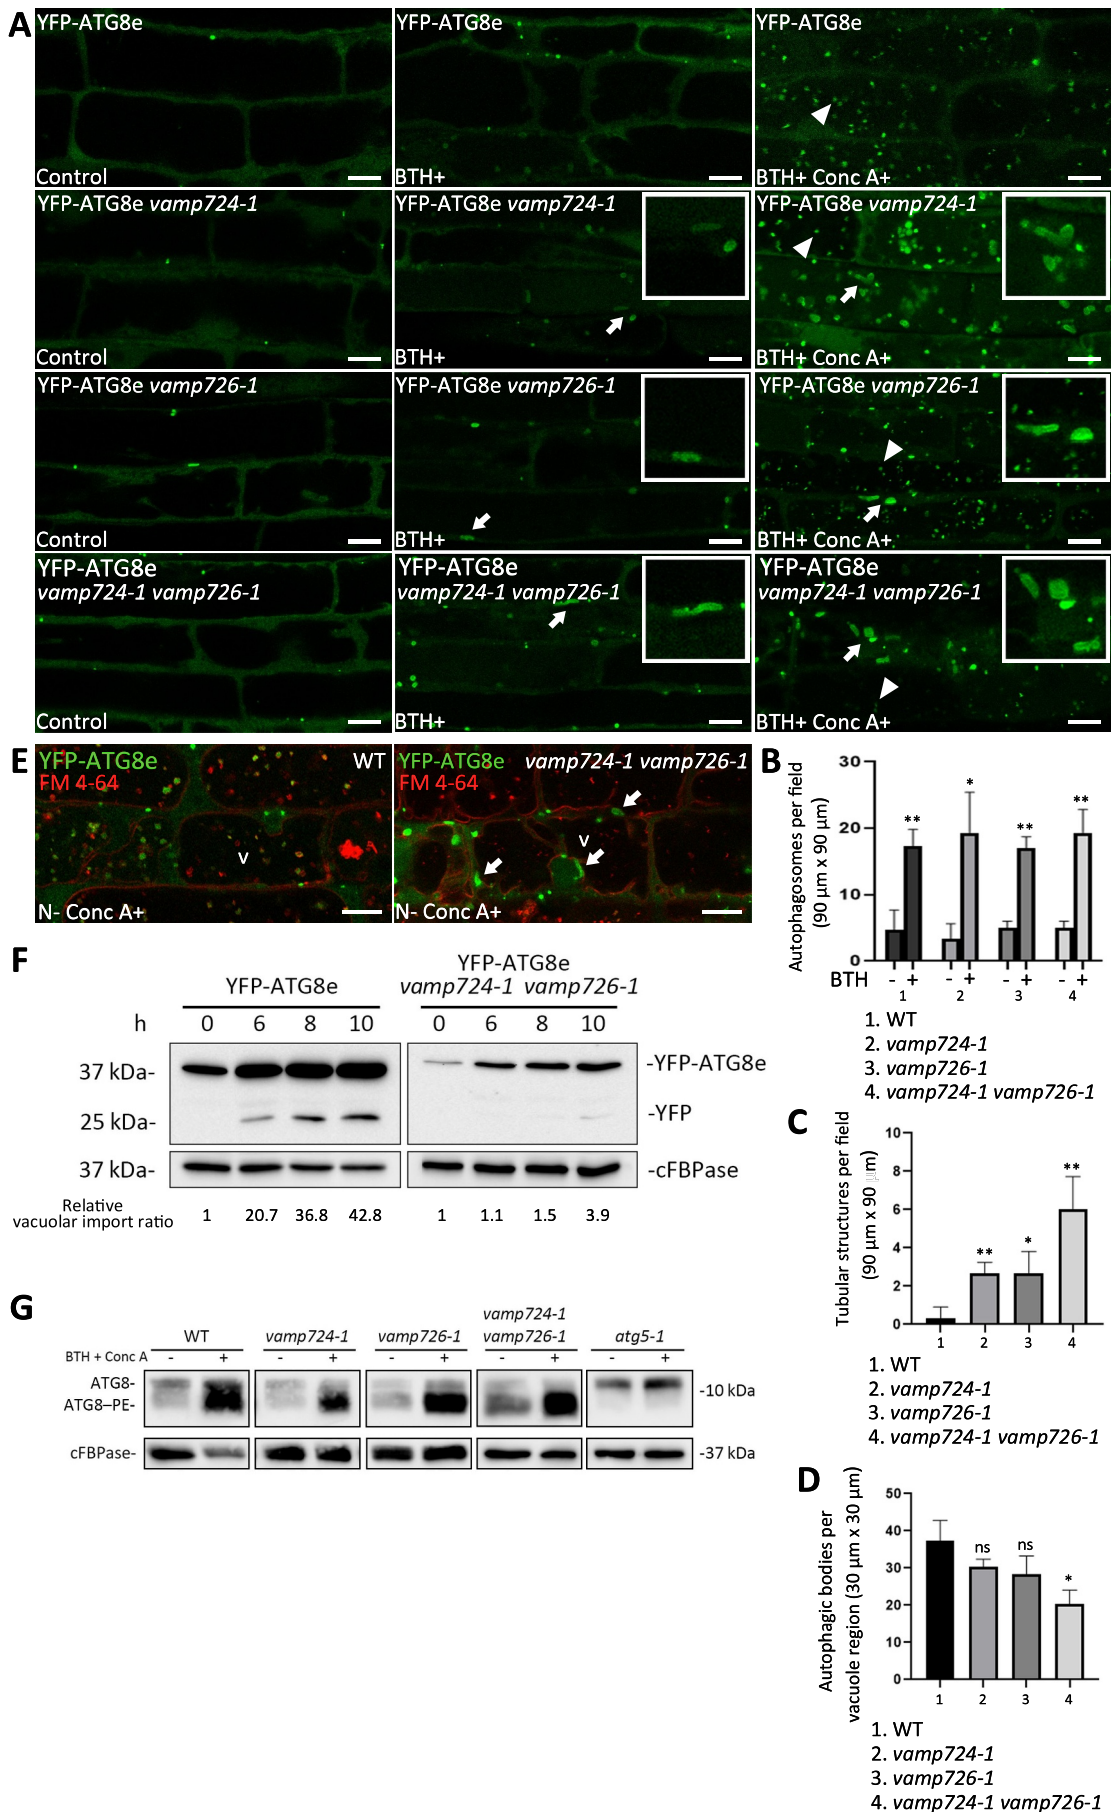 A
YFP-ATG8e
Control
YFP-ATG8e
BTH+
YFP-ATG8e
BTH+ Conc A+
YFP-ATG8e vamp724-1
Control
YFP-ATG8e vamp724-1
BTH+
YFP-ATG8e vamp724-1
BTH+ Conc A+
YFP-ATG8e vamp726-1
Control
YFP-ATG8e vamp726-1
BTH+
YFP-ATG8e vamp726-1
BTH+ Conc A+
YFP-ATG8e
vamp724-1 vamp726-1
Control
YFP-ATG8e
vamp724-1 vamp726-1
BTH+
YFP-ATG8e
vamp724-1 vamp726-1
BTH+ Conc A+
E
YFP-ATG8e WT
FM 4-64
v
N- Conc A+
YFP-ATG8e vamp724-1 vamp726-1
FM 4-64
v
N- Conc A+
B
Autophagosomes per field
(90 µm x 90 µm)
30
20
10
0
** * ** **
BTH - + - + - + - +
1 2 3 4
1. WT
2. vamp724-1
3. vamp726-1
4. vamp724-1 vamp726-1
F
YFP-ATG8e
YFP-ATG8e
vamp724-1 vamp726-1
h 0 6 8 10 0 6 8 10
37 kDa- -YFP-ATG8e
25 kDa- -YFP
37 kDa- -cFBPase
Relative
vacuolar import ratio 1 20.7 36.8 42.8 1 1.1 1.5 3.9
C
Tubular structures per field
(90 µm x 90 µm)
10
8
6
4
2
0
** * **
1 2 3 4
1. WT
2. vamp724-1
3. vamp726-1
4. vamp724-1 vamp726-1
G
WT vamp724-1 vamp726-1 vamp724-1
vamp726-1 atg5-1
BTH + Conc A - + - + - + - + - +
ATG8- -10 kDa
ATG8–PE-
cFBPase- -37 kDa
D
Autophagic bodies per
vacuole region (30 µm x 30 µm)
50
40
30
20
10
0
ns ns *
1 2 3 4
1. WT
2. vamp724-1
3. vamp726-1
4. vamp724-1 vamp726-1